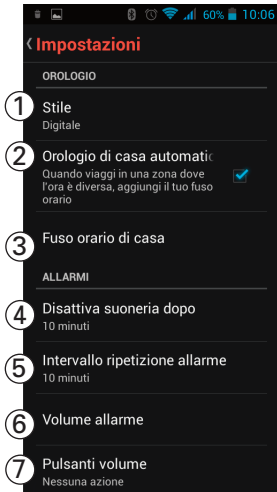 60% 10:06
Impostazioni
OROLOGIO
1 Stile
Digitale
2 Orologio di casa automatic
Quando viaggi in una zona dove
l'ora è diversa, aggiungi il tuo fuso
orario
3 Fuso orario di casa
ALLARMI
4 Disattiva suoneria dopo
10 minuti
5 Intervallo ripetizione allarme
10 minuti
6 Volume allarme
7 Pulsanti volume
Nessuna azione